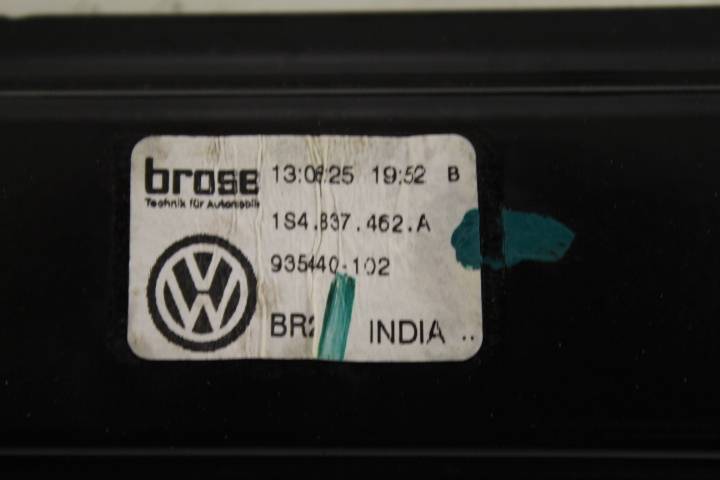 brose 13:06:25 19:52 B
Technik für Automobile
1S4.837.462.A
935440-102
INDIA ..